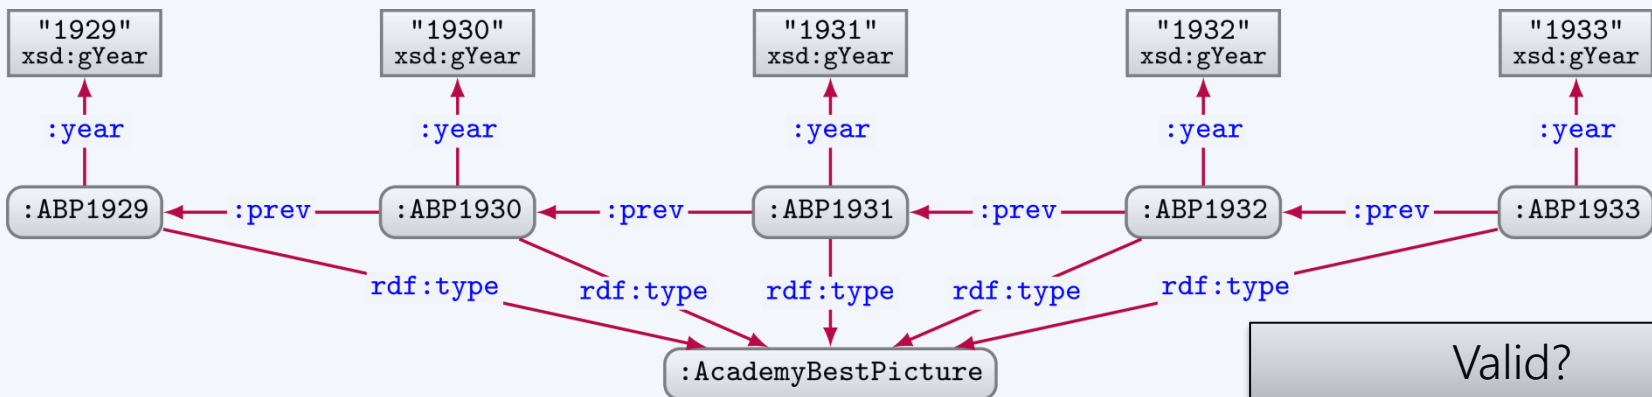 "1929" "1930" "1931" "1932" "1933"
xsd:gYear xsd:gYear xsd:gYear xsd:gYear xsd:gYear
:year :year :year :year :year
:ABP1929 :prev :ABP1930 :prev :ABP1931 :prev :ABP1932 :prev :ABP1933
rdf:type rdf:type rdf:type rdf:type rdf:type
:AcademyBestPicture
Valid?